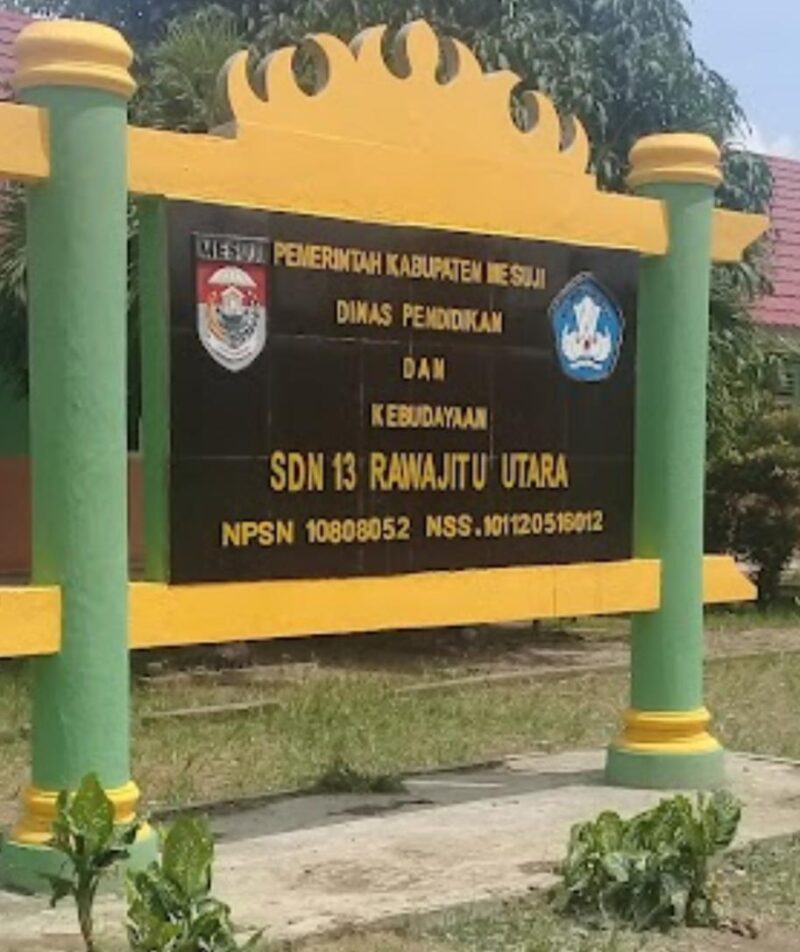 MESUJI
PEMERINTAH KABUPATEN MESUJI
DINAS PENDIDIKAN
DAN
KEBUDAYAAN
SDN 13 RAWAJITU UTARA
NPSN 10808052 NSS.101120516012